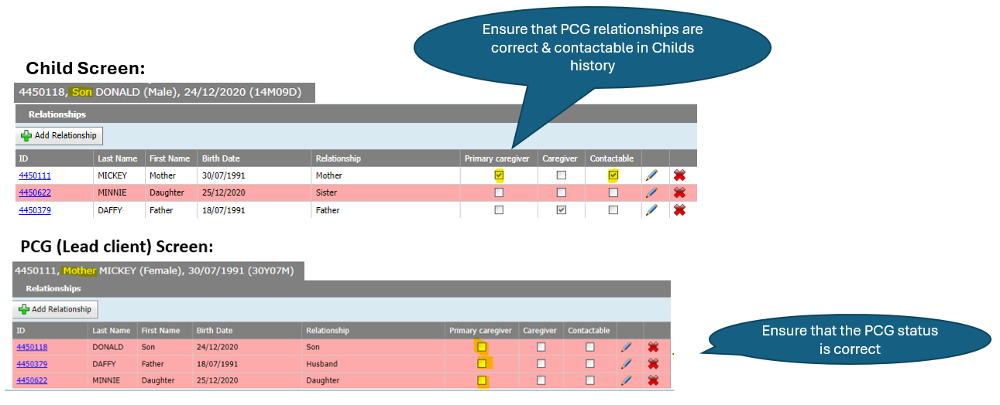 Ensure that PCG relationships are
correct & contactable in Childs
history
Child Screen:
4450118, Son DONALD (Male), 24/12/2020 (14M09D)
Relationships
Add Relationship
ID Last Name First Name Birth Date Relationship Primary caregiver Caregiver Contactable
4450111 MICKEY Mother 30/07/1991 Mother
4450622 MINNIE Daughter 25/12/2020 Sister
4450379 DAFFY Father 18/07/1991 Father
PCG (Lead client) Screen:
4450111, Mother MICKEY (Female), 30/07/1991 (30Y07M)
Relationships
Add Relationship
ID Last Name First Name Birth Date Relationship Primary caregiver Caregiver Contactable
4450118 DONALD Son 24/12/2020 Son
4450379 DAFFY Father 18/07/1991 Husband
4450622 MINNIE Daughter 25/12/2020 Daughter
Ensure that the PCG status
is correct